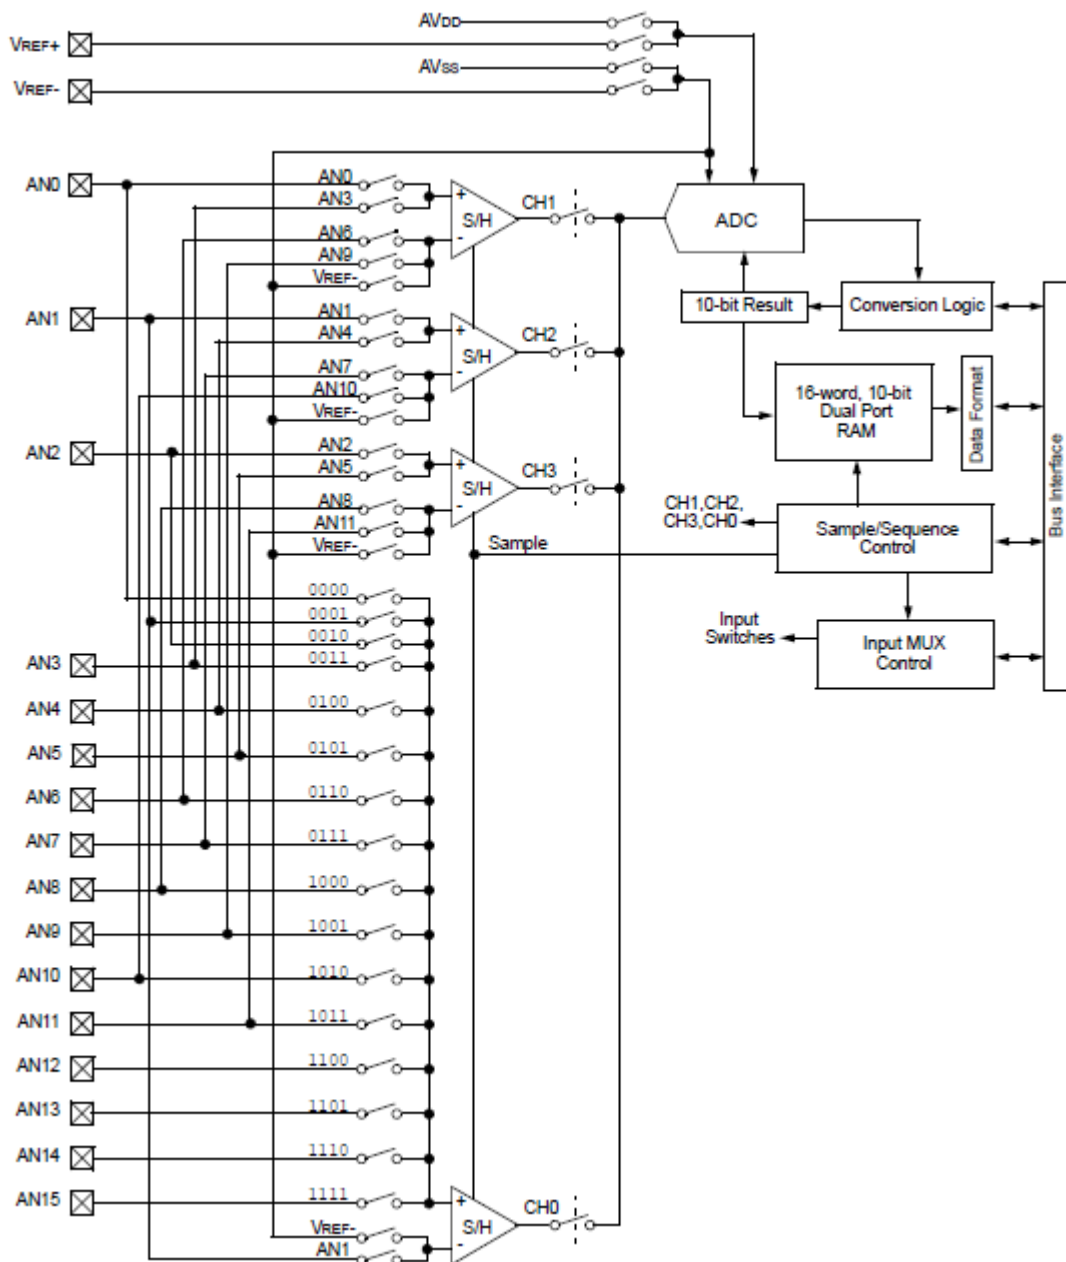 AVDD
VREF+
AVSS
VREF-
AN0
AN0
AN3
+
S/H
-
CH1
ADC
AN6
AN9
VREF-
10-bit Result
Conversion Logic
AN1
AN1
AN4
+
S/H
-
CH2
AN7
AN10
VREF-
16-word, 10-bit
Dual Port
RAM
Data Format
Bus Interface
AN2
AN2
AN5
+
S/H
-
CH3
AN8
AN11
VREF-
CH1,CH2,
CH3,CH0
Sample/Sequence
Control
Sample
0000
0001
0010
Input
Switches
Input MUX
Control
AN3
0011
AN4
0100
AN5
0101
AN6
0110
AN7
0111
AN8
1000
AN9
1001
AN10
1010
AN11
1011
AN12
1100
AN13
1101
AN14
1110
AN15
1111
+
S/H
-
CH0
VREF-
AN1